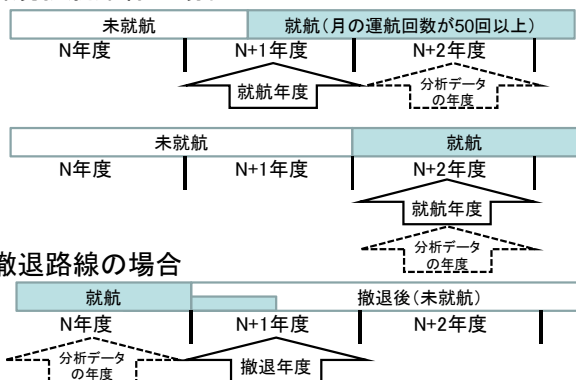 未就航 就航(月の運航回数が50回以上)
N年度 N+1年度 N+2年度
就航年度 分析データ
の年度
未就航 就航
N年度 N+1年度 N+2年度
就航年度
分析データ
の年度
撤退路線の場合
就航 撤退後(未就航)
N年度 N+1年度 N+2年度
分析データ
の年度 撤退年度